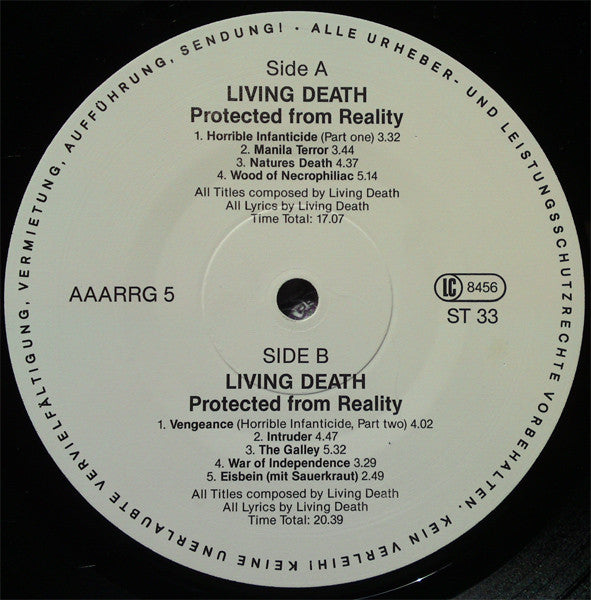 ALLE URHEBER- UND LEISTUNGSSCHUTZRECHTE VORBEHALTEN. KEIN VERLEIH! KEINE UNERLAUBTE VERVIELFÄLTIGUNG, VERMIETUNG, AUFFÜHRUNG, SENDUNG! ·
Side A
LIVING DEATH
Protected from Reality
1. Horrible Infanticide (Part one) 3.32
2. Manila Terror 3.44
3. Natures Death 4.37
4. Wood of Necrophiliac 5.14
All Titles composed by Living Death
All Lyrics by Living Death
Time Total: 17.07
AAARRG 5
LC 8456
ST 33
SIDE B
LIVING DEATH
Protected from Reality
1. Vengeance (Horrible Infanticide, Part two) 4.02
2. Intruder 4.47
3. The Galley 5.32
4. War of Independence 3.29
5. Eisbein (mit Sauerkraut) 2.49
All Titles composed by Living Death
All Lyrics by Living Death
Time Total: 20.39